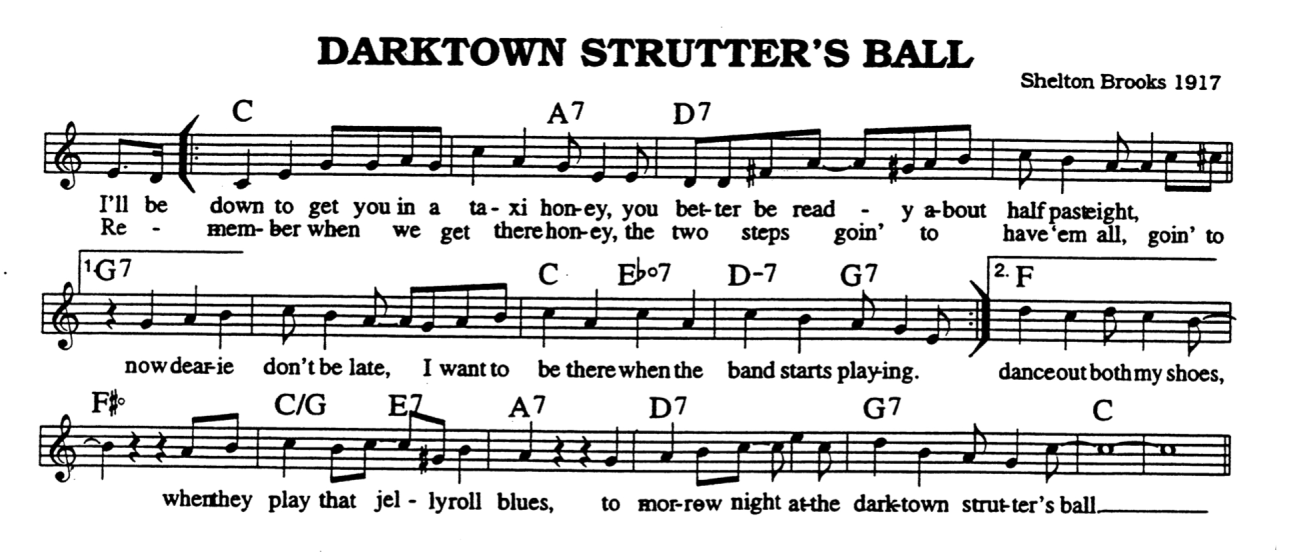 DARKTOWN STRUTTER'S BALL
Shelton Brooks 1917
C A7 D7
I'll be down to get you in a ta-xi hon-ey, you bet-ter be read - y a-bout half past eight,
Re - mem-ber when we get there hon-ey, the two steps goin' to have 'em all, goin' to
1. G7 C E♭°7 D-7 G7 2. F
now dear-ie don't be late, I want to be there when the band starts play-ing. dance out both my shoes,
F#° C/G E7 A7 D7 G7 C
when they play that jel - ly roll blues, to mor-row night at-the dark-town strut-ter's ball.